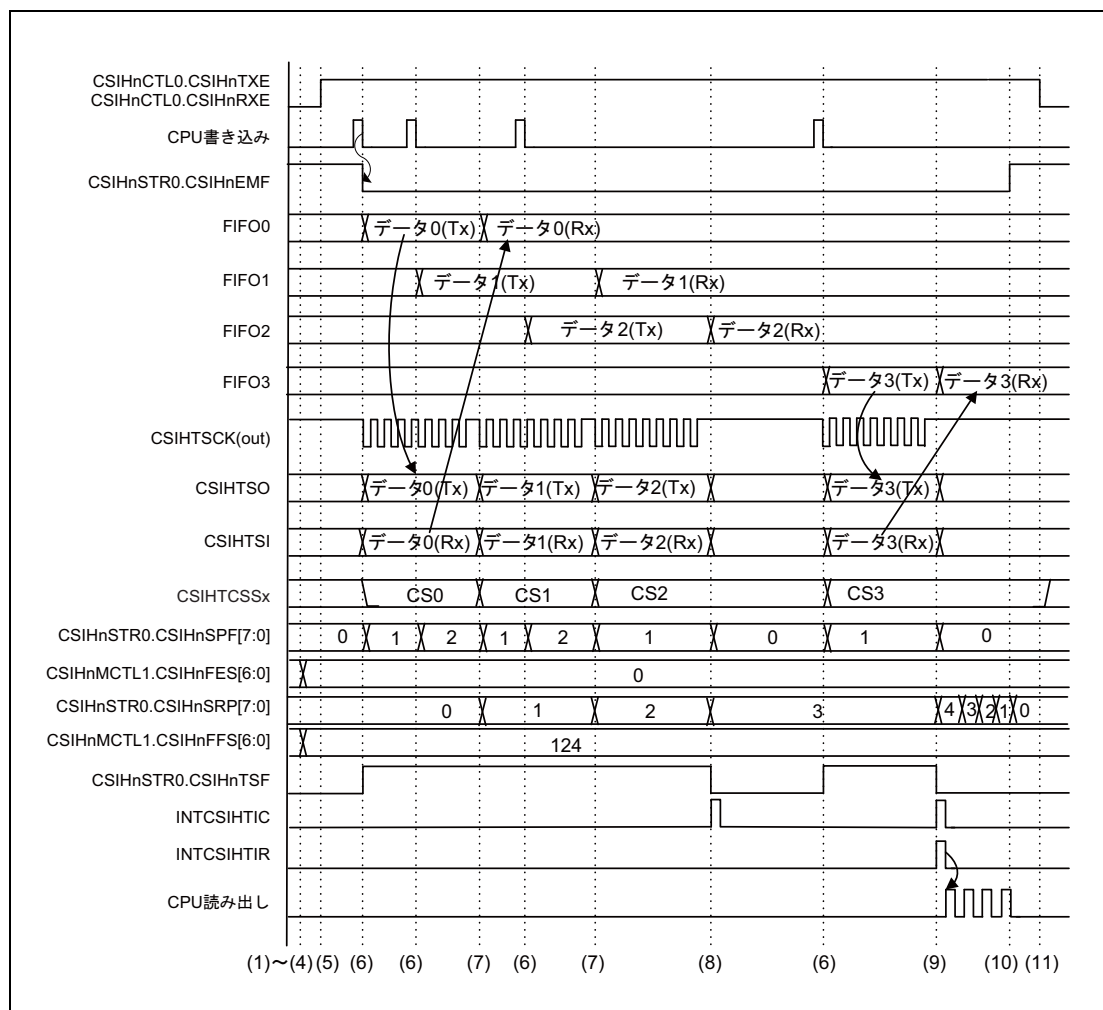 CSIHnCTL0.CSIHnTXE
CSIHnCTL0.CSIHnRXE
CPU書き込み
CSIHnSTR0.CSIHnEMF
FIFO0 データ0(Tx) データ0(Rx)
FIFO1 データ1(Tx) データ1(Rx)
FIFO2 データ2(Tx) データ2(Rx)
FIFO3 データ3(Tx) データ3(Rx)
CSIHTSCK(out)
CSIHTSO データ0(Tx) データ1(Tx) データ2(Tx) データ3(Tx)
CSIHTSI データ0(Rx) データ1(Rx) データ2(Rx) データ3(Rx)
CSIHTCSSx CS0 CS1 CS2 CS3
CSIHnSTR0.CSIHnSPF[7:0] 0 1 2 1 2 1 0 1 0
CSIHnMCTL1.CSIHnFES[6:0] 0
CSIHnSTR0.CSIHnSRP[7:0] 0 1 2 3 4 3 2 1 0
CSIHnMCTL1.CSIHnFFS[6:0] 124
CSIHnSTR0.CSIHnTSF
INTCSIHTIC
INTCSIHTIR
CPU読み出し
(1)～(4) (5) (6) (6) (7) (6) (7) (8) (6) (9) (10) (11)